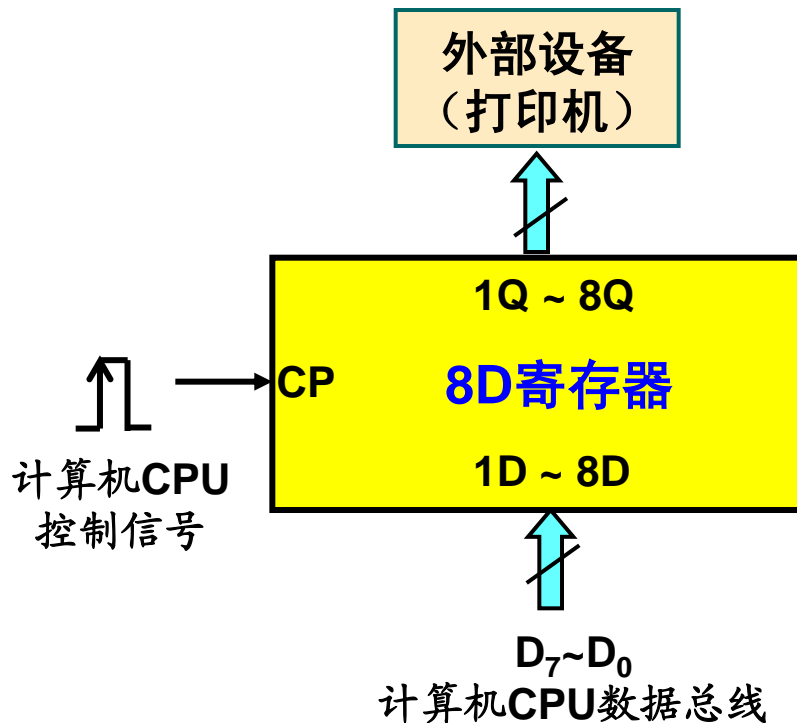 外部设备
（打印机）
1Q ~ 8Q
CP
8D寄存器
计算机CPU
控制信号
1D ~ 8D
D₇~D₀
计算机CPU数据总线